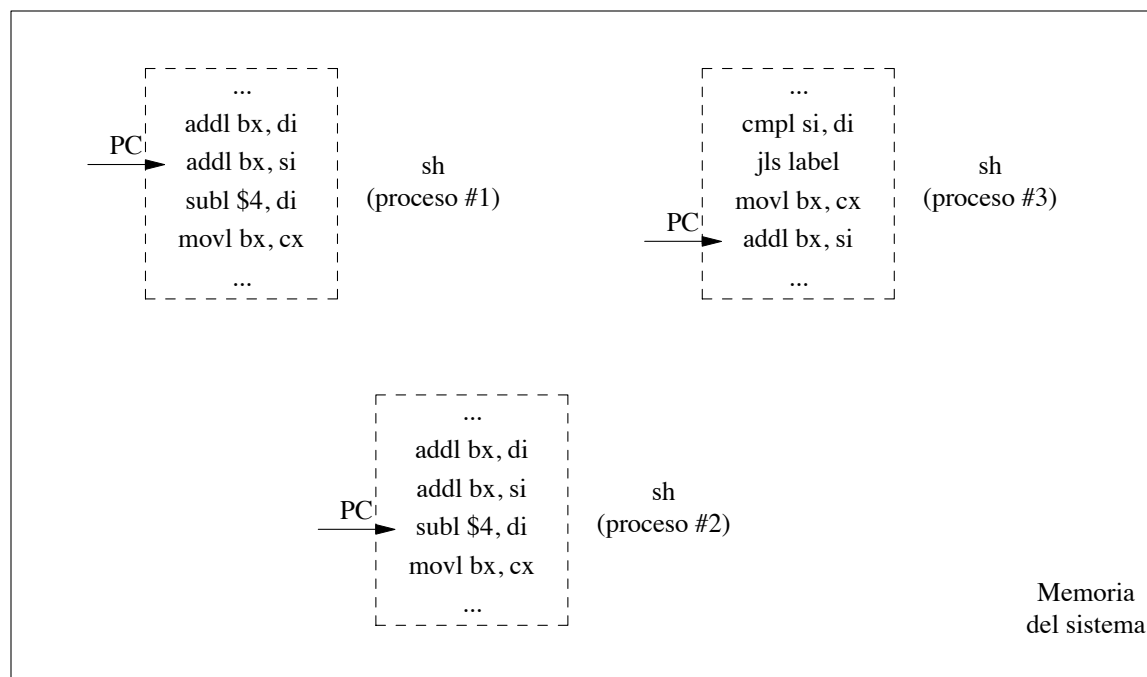 ...
addl bx, di
PC
addl bx, si
subl $4, di
movl bx, cx
...
sh
(proceso #1)
...
cmpl si, di
jls label
movl bx, cx
PC
addl bx, si
...
sh
(proceso #3)
...
addl bx, di
addl bx, si
PC
subl $4, di
movl bx, cx
...
sh
(proceso #2)
Memoria
del sistema